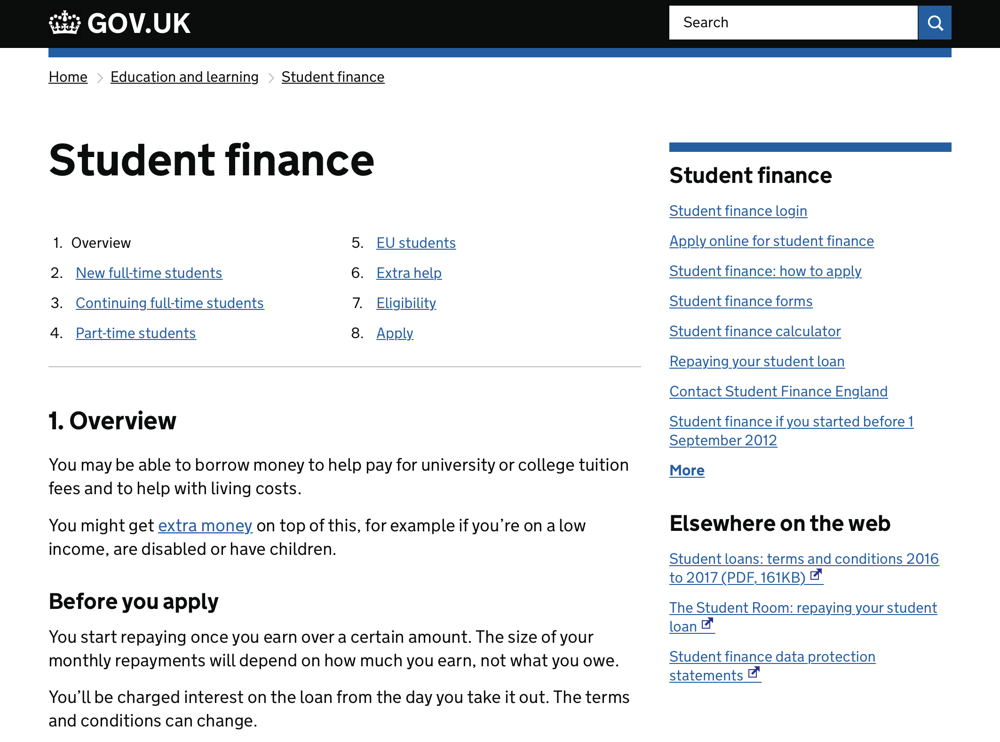 GOV.UK
Search
Home
Education and learning
Student finance
Student finance
1. Overview
2. New full-time students
3. Continuing full-time students
4. Part-time students
5. EU students
6. Extra help
7. Eligibility
8. Apply
1. Overview
You may be able to borrow money to help pay for university or college tuition
fees and to help with living costs.
You might get extra money on top of this, for example if you’re on a low
income, are disabled or have children.
Before you apply
You start repaying once you earn over a certain amount. The size of your
monthly repayments will depend on how much you earn, not what you owe.
You’ll be charged interest on the loan from the day you take it out. The terms
and conditions can change.
Student finance
Student finance login
Apply online for student finance
Student finance: how to apply
Student finance forms
Student finance calculator
Repaying your student loan
Contact Student Finance England
Student finance if you started before 1
September 2012
More
Elsewhere on the web
Student loans: terms and conditions 2016
to 2017 (PDF, 161KB)
The Student Room: repaying your student
loan
Student finance data protection
statements